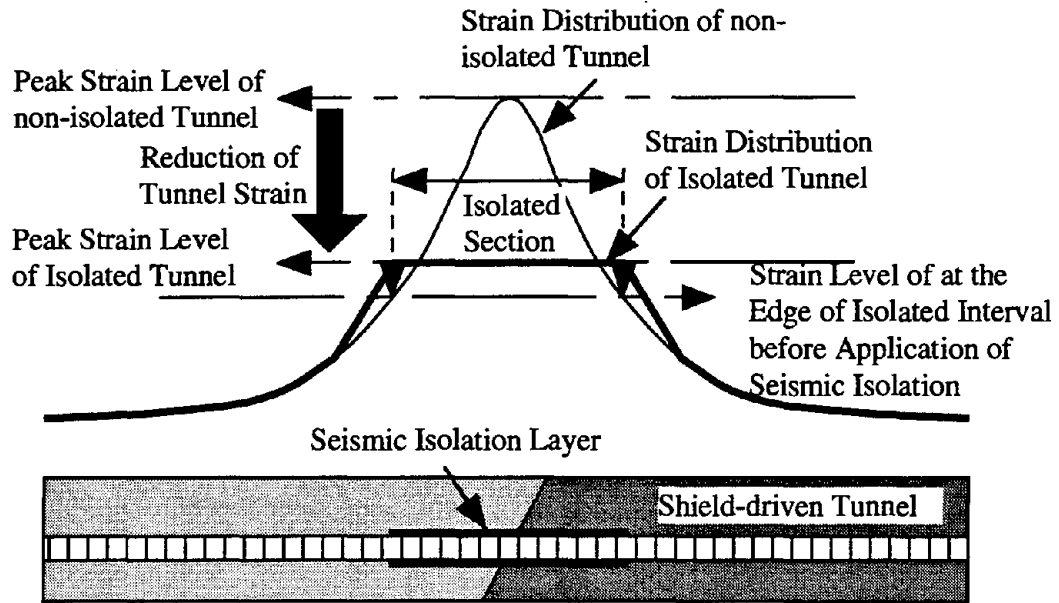 Strain Distribution of non-
isolated Tunnel
Peak Strain Level of
non-isolated Tunnel
Reduction of
Tunnel Strain
Strain Distribution
of Isolated Tunnel
Isolated
Section
Peak Strain Level
of Isolated Tunnel
Strain Level of at the
Edge of Isolated Interval
before Application of
Seismic Isolation
Seismic Isolation Layer
Shield-driven Tunnel